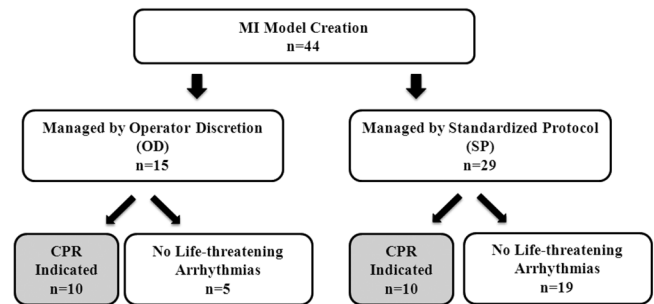 MI Model Creation
n=44
Managed by Operator Discretion
(OD)
n=15
Managed by Standardized Protocol
(SP)
n=29
CPR
Indicated
n=10
No Life-threatening
Arrhythmias
n=5
CPR
Indicated
n=10
No Life-threatening
Arrhythmias
n=19